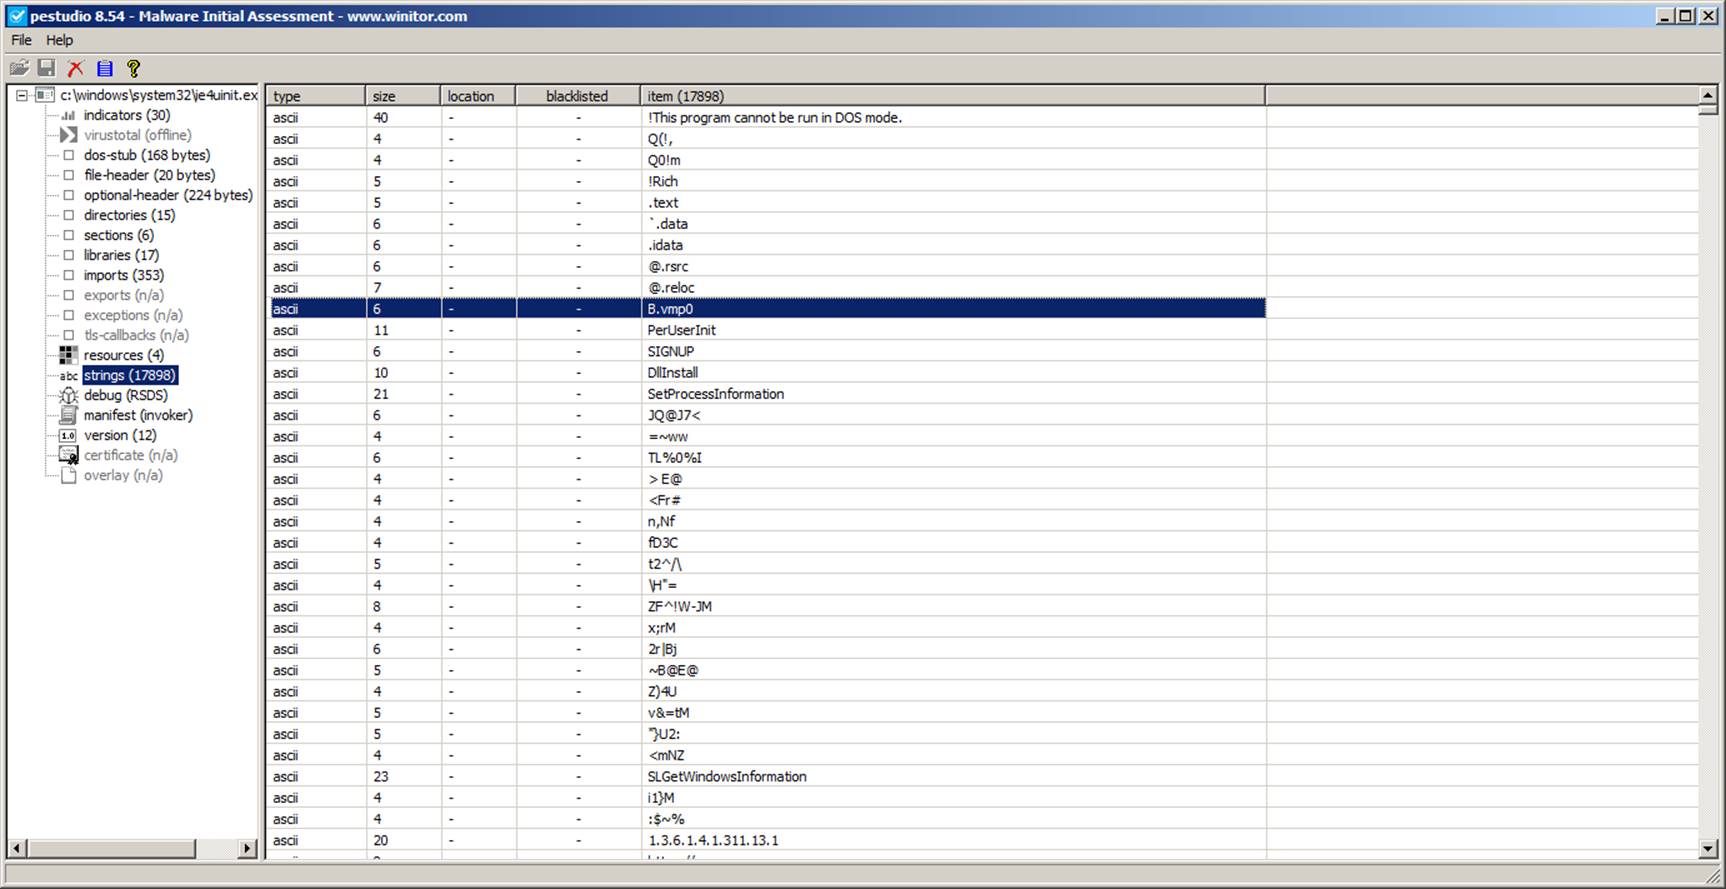 pestudio 8.54 - Malware Initial Assessment - www.winitor.com
File Help
c:\windows\system32\ie4uinit.ex
indicators (30)
virustotal (offline)
dos-stub (168 bytes)
file-header (20 bytes)
optional-header (224 bytes)
directories (15)
sections (6)
libraries (17)
imports (353)
exports (n/a)
exceptions (n/a)
tls-callbacks (n/a)
resources (4)
abc strings (17898)
debug (RSDS)
manifest (invoker)
1.0 version (12)
certificate (n/a)
overlay (n/a)
type size location blacklisted item (17898)
ascii 40 - - !This program cannot be run in DOS mode.
ascii 4 - - Q(!,
ascii 4 - - Q0!m
ascii 5 - - !Rich
ascii 5 - - .text
ascii 6 - - `.data
ascii 6 - - .idata
ascii 6 - - @.rsrc
ascii 7 - - @.reloc
ascii 6 - - B.vmp0
ascii 11 - - PerUserInit
ascii 6 - - SIGNUP
ascii 10 - - DllInstall
ascii 21 - - SetProcessInformation
ascii 6 - - JQ@J7<
ascii 4 - - =~ww
ascii 6 - - TL%0%I
ascii 4 - - > E@
ascii 4 - - <Fr#
ascii 4 - - n,Nf
ascii 4 - - fD3C
ascii 5 - - t2^/\
ascii 4 - - \H"=
ascii 8 - - ZF^!W-JM
ascii 4 - - x;rM
ascii 6 - - 2r|Bj
ascii 5 - - ~B@E@
ascii 4 - - Z)4U
ascii 5 - - v&=tM
ascii 5 - - "}U2:
ascii 4 - - <mNZ
ascii 23 - - SLGetWindowsInformation
ascii 4 - - i1}M
ascii 4 - - :$~%
ascii 20 - - 1.3.6.1.4.1.311.13.1